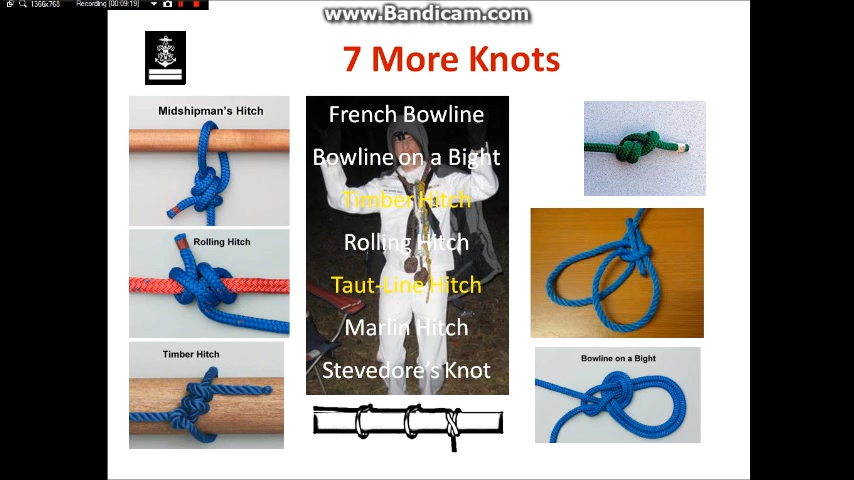 1366x768
Recording [00:09:19]
www.Bandicam.com
7 More Knots
Midshipman's Hitch
Rolling Hitch
Timber Hitch
French Bowline
Bowline on a Bight
Timber Hitch
Rolling Hitch
Taut-Line Hitch
Marlin Hitch
Stevedore's Knot
Bowline on a Bight